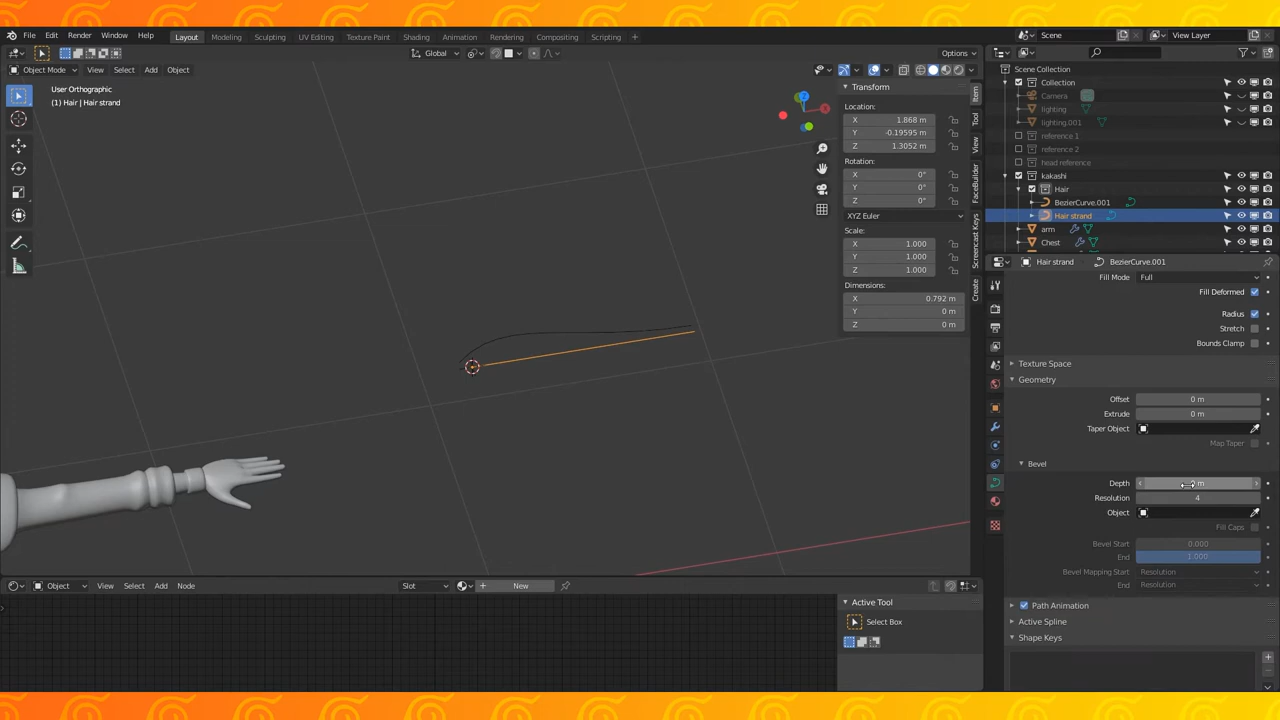 File Edit Render Window Help Layout Modeling Sculpting UV Editing Texture Paint Shading Animation Rendering Compositing Scripting + Scene View Layer
Global Options
Object Mode View Select Add Object
User Orthographic
(1) Hair | Hair strand
Transform
Location:
X 1.868 m
Y -0.19595 m
Z 1.3052 m
Rotation:
X 0°
Y 0°
Z 0°
XYZ Euler
Scale:
X 1.000
Y 1.000
Z 1.000
Dimensions:
X 0.792 m
Y 0 m
Z 0 m
Item
Tool
View
FaceBuilder
Screencast Keys
Create
Scene Collection
Collection
Camera
lighting
lighting.001
reference 1
reference 2
head reference
kakashi
Hair
BezierCurve.001
Hair strand
arm
Chest
Hair strand BezierCurve.001
Fill Mode Full
Fill Deformed
Radius
Stretch
Bounds Clamp
Texture Space
Geometry
Offset 0 m
Extrude 0 m
Taper Object
Map Taper
Bevel
Depth m
Resolution 4
Object
Fill Caps
Bevel Start 0.000
End 1.000
Bevel Mapping Start Resolution
End Resolution
Path Animation
Active Spline
Shape Keys
Object View Select Add Node Slot New
Active Tool
Select Box